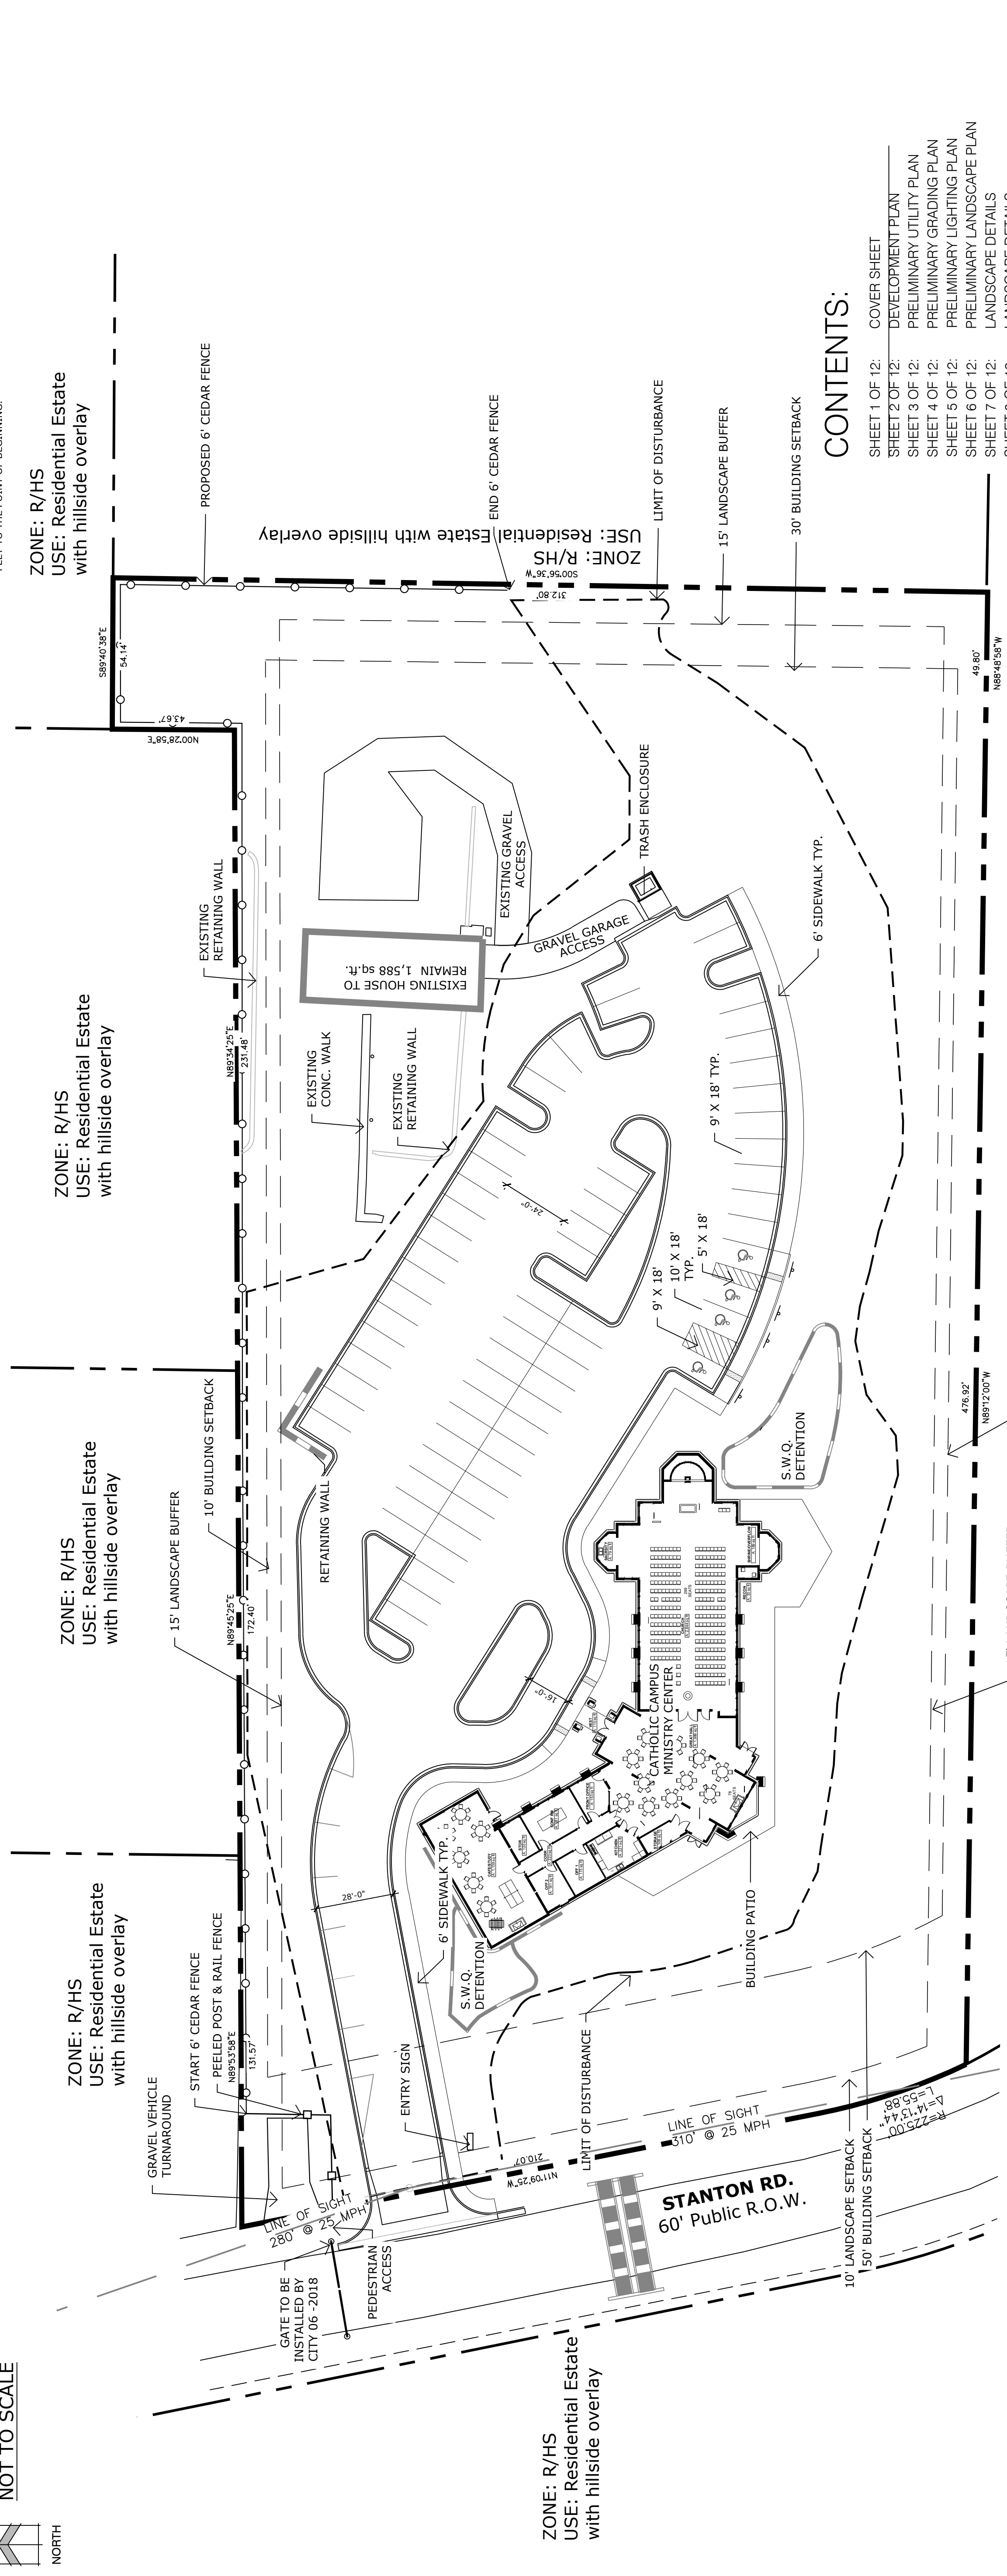 NOT TO SCALE
NORTH
ZONE: R/HS
USE: Residential Estate
with hillside overlay
ZONE: R/HS
USE: Residential Estate
with hillside overlay
ZONE: R/HS
USE: Residential Estate
with hillside overlay
ZONE: R/HS
USE: Residential Estate
with hillside overlay
ZONE: R/HS
USE: Residential Estate with hillside overlay
ZONE: R/HS
USE: Residential Estate
with hillside overlay
GRAVEL VEHICLE
TURNAROUND
START 6' CEDAR FENCE
PEELED POST & RAIL FENCE
N89°53'58"E
131.57'
15' LANDSCAPE BUFFER
10' BUILDING SETBACK
N89°45'25"E
172.40'
EXISTING
RETAINING WALL
N89°34'25"E
231.48'
N00°28'58"E
43.67'
S89°40'38"E
54.14'
PROPOSED 6' CEDAR FENCE
END 6' CEDAR FENCE
S00°56'36"W
312.80'
LIMIT OF DISTURBANCE
15' LANDSCAPE BUFFER
30' BUILDING SETBACK
CONTENTS:
SHEET 1 OF 12: COVER SHEET
SHEET 2 OF 12: DEVELOPMENT PLAN
SHEET 3 OF 12: PRELIMINARY UTILITY PLAN
SHEET 4 OF 12: PRELIMINARY GRADING PLAN
SHEET 5 OF 12: PRELIMINARY LIGHTING PLAN
SHEET 6 OF 12: PRELIMINARY LANDSCAPE PLAN
SHEET 7 OF 12: LANDSCAPE DETAILS
LINE OF SIGHT
280' @ 25 MPH
GATE TO BE
INSTALLED BY
CITY 06 -2018
PEDESTRIAN
ACCESS
ENTRY SIGN
28'-0"
6' SIDEWALK TYP.
S.W.Q.
DETENTION
RETAINING WALL
EXISTING
CONC. WALK
EXISTING
RETAINING WALL
EXISTING HOUSE TO
REMAIN 1,588 sq.ft.
EXISTING GRAVEL
ACCESS
GRAVEL GARAGE
ACCESS
TRASH ENCLOSURE
24'-0"
16'-0"
9' X 18'
10' X 18'
TYP.
5' X 18'
9' X 18' TYP.
6' SIDEWALK TYP.
CATHOLIC CAMPUS
MINISTRY CENTER
S.W.Q.
DETENTION
BUILDING PATIO
LIMIT OF DISTURBANCE
N11°09'25"W
210.07'
LINE OF SIGHT
310' @ 25 MPH
STANTON RD.
60' Public R.O.W.
R=225.00'
Δ=14°13'44"
L=55.88'
10' LANDSCAPE SETBACK
50' BUILDING SETBACK
476.92'
N89°12'00"W
49.80'
N88°48'58"W